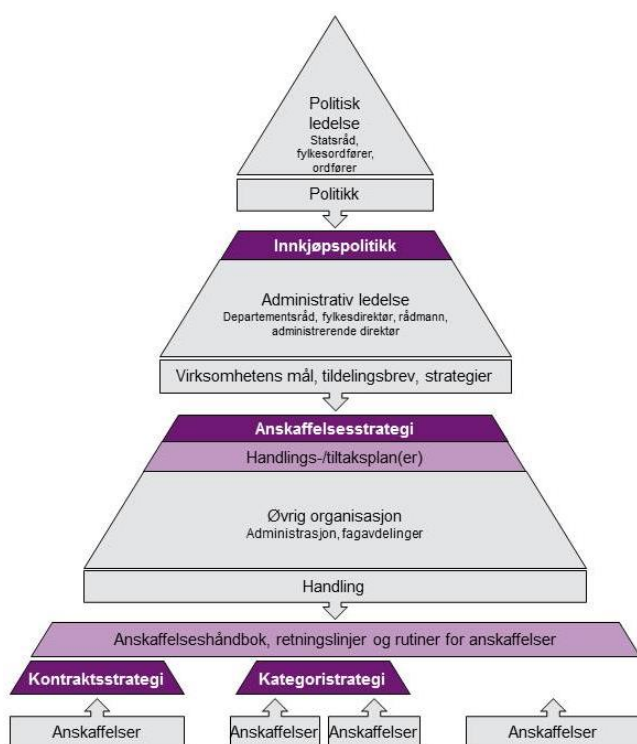 Politisk
ledelse
Statsråd,
fylkesordfører,
ordfører
Politikk
Innkjøpspolitikk
Administrativ ledelse
Departementsråd, fylkesdirektør, rådmann,
administrerende direktør
Virksomhetens mål, tildelingsbrev, strategier
Anskaffelsesstrategi
Handlings-/tiltaksplan(er)
Øvrig organisasjon
Administrasjon, fagavdelinger
Handling
Anskaffelseshåndbok, retningslinjer og rutiner for anskaffelser
Kontraktsstrategi
Kategoristrategi
Anskaffelser
Anskaffelser
Anskaffelser
Anskaffelser